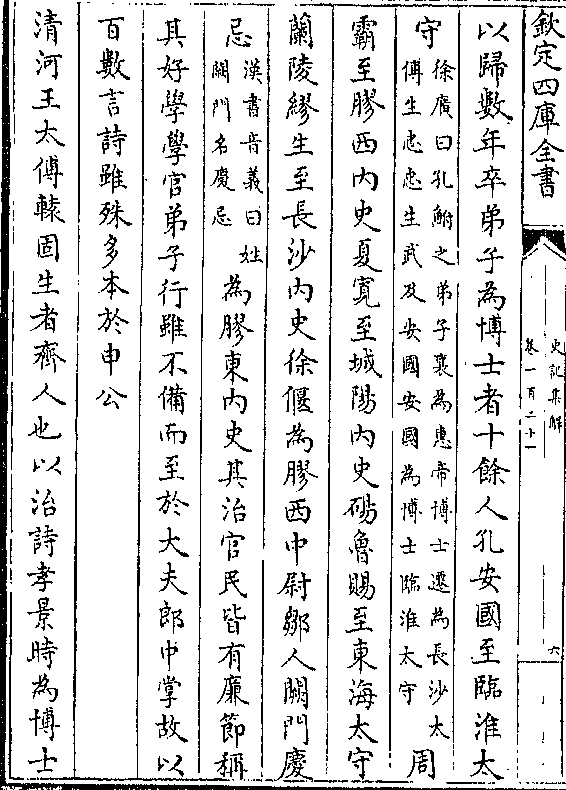 欽定四庫全書
史記集解
卷一百二十一
六
以歸數年卒弟子為博士者十餘人孔安國至臨淮太
守徐廣曰孔鮒之弟子襄為惠帝博士遷為長沙太
傅生忠忠生武及安國安國為博士臨淮太守周
霸至膠西内史夏寛至城陽内史碭魯賜至東海太守
蘭陵繆生至長沙内史徐偃為膠西中尉鄒人闕門慶
忌漢書音義曰姓
闕門名慶忌為膠東内史其治官民皆有廉節稱
其好學學官弟子行雖不備而至於大夫郎中掌故以
百數言詩雖殊多本於申公
清河王太傅轅固生者齊人也以治詩孝景時為博士